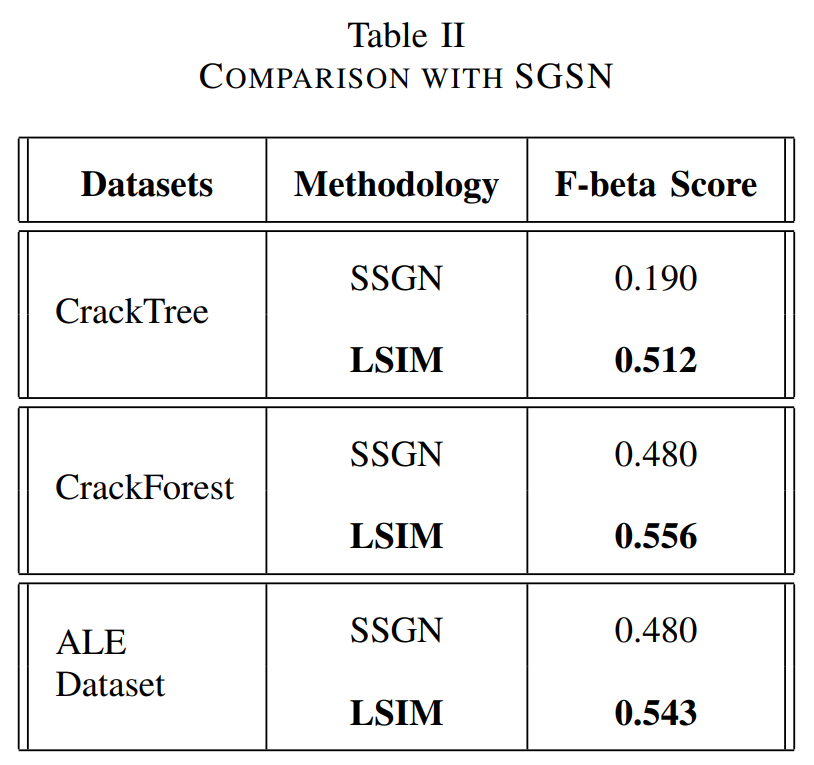 Table II
COMPARISON WITH SGSN
Datasets Methodology F-beta Score
CrackTree
SSGN 0.190
LSIM 0.512
CrackForest
SSGN 0.480
LSIM 0.556
ALE
Dataset
SSGN 0.480
LSIM 0.543